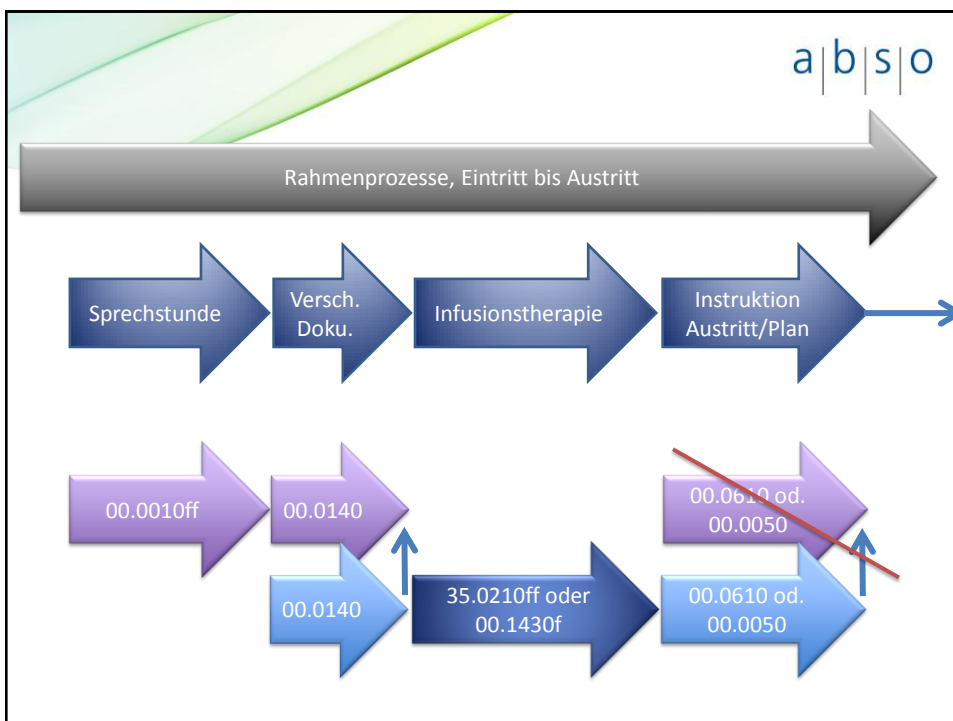 a|b|s|o
Rahmenprozesse, Eintritt bis Austritt
Sprechstunde
Versch.
Doku.
Infusionstherapie
Instruktion
Austritt/Plan
00.0010ff
00.0140
00.0610 od.
00.0050
00.0140
35.0210ff oder
00.1430f
00.0610 od.
00.0050